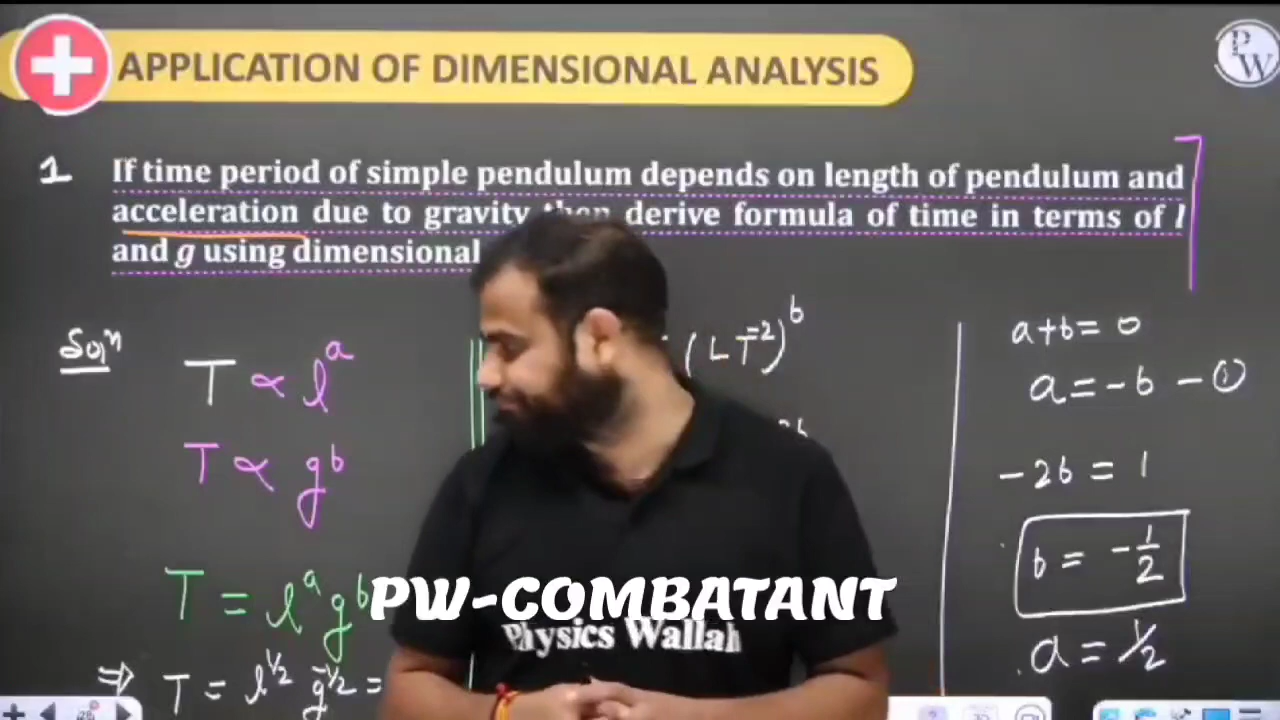 APPLICATION OF DIMENSIONAL ANALYSIS
PW
1 If time period of simple pendulum depends on length of pendulum and
acceleration due to gravity then derive formula of time in terms of l
and g using dimensional
Solⁿ
T ∝ l^a
T ∝ g^b
T = l^a g^b
⇒ T = l^1/2 g^-1/2 =
(LT^-2)^b
a+b=0
a=-b -①
-2b = 1
b = -1/2
a = 1/2
PW-COMBATANT
Physics Wallah